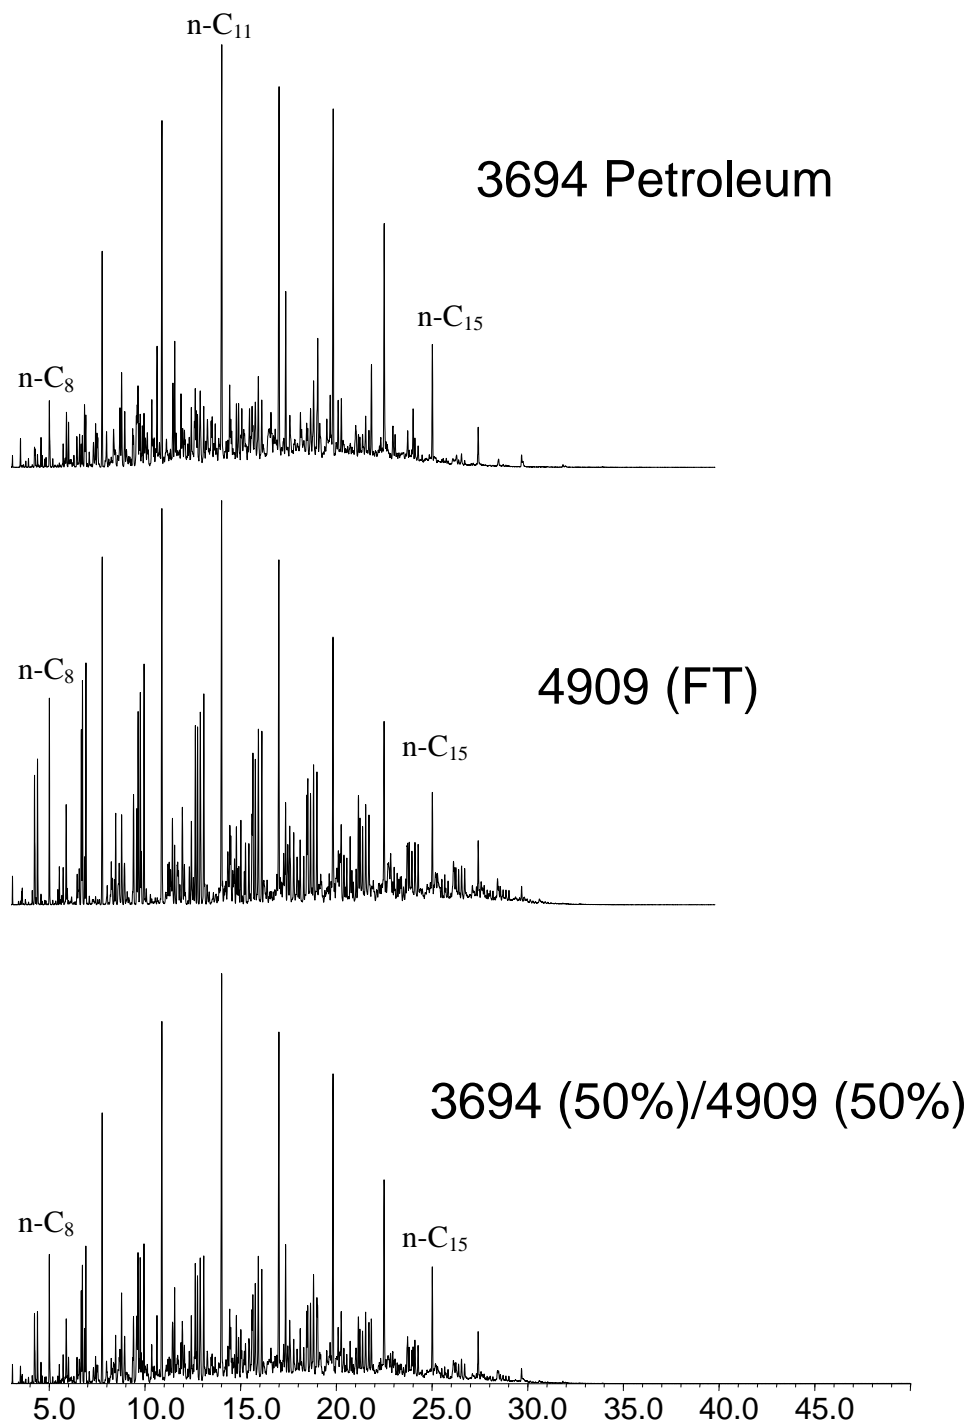 n-C₁₁
3694 Petroleum
n-C₁₅
n-C₈
n-C₈
4909 (FT)
n-C₁₅
3694 (50%)/4909 (50%)
n-C₈
n-C₁₅
5.0 10.0 15.0 20.0 25.0 30.0 35.0 40.0 45.0